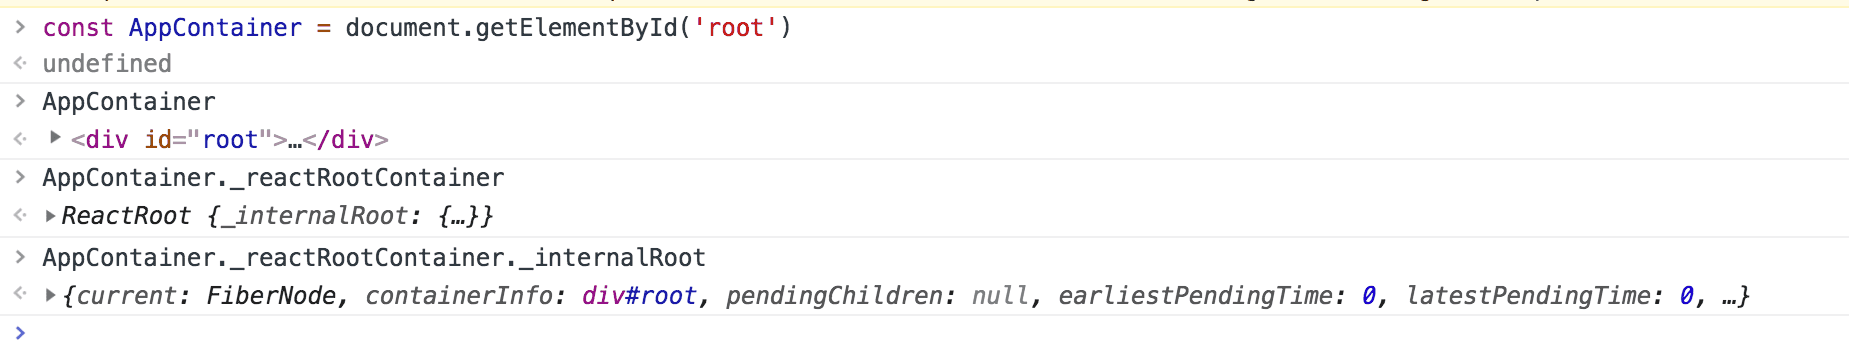 > const AppContainer = document.getElementById('root')
undefined
> AppContainer
<div id="root">…</div>
> AppContainer._reactRootContainer
ReactRoot {_internalRoot: {…}}
> AppContainer._reactRootContainer._internalRoot
{current: FiberNode, containerInfo: div#root, pendingChildren: null, earliestPendingTime: 0, latestPendingTime: 0, …}
>